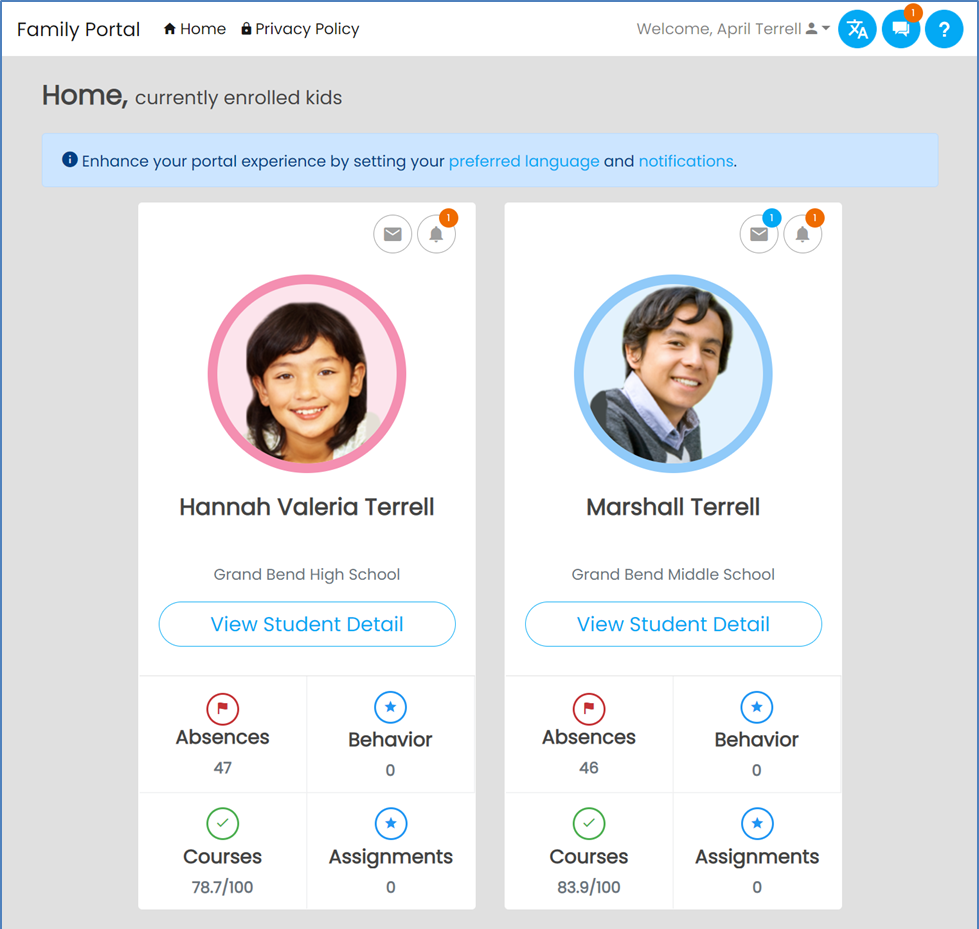 Family Portal Home Privacy Policy Welcome, April Terrell 1 ?
Home, currently enrolled kids
Enhance your portal experience by setting your preferred language and notifications.
1
1 1
Hannah Valeria Terrell
Marshall Terrell
Grand Bend High School
Grand Bend Middle School
View Student Detail
View Student Detail
Absences
47
Behavior
0
Absences
46
Behavior
0
Courses
78.7/100
Assignments
0
Courses
83.9/100
Assignments
0